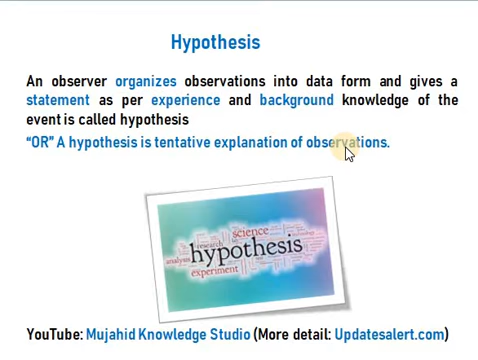 Hypothesis
An observer organizes observations into data form and gives a
statement as per experience and background knowledge of the
event is called hypothesis
“OR” A hypothesis is tentative explanation of observations.
science
research
hypothesis
analysis
experiment
YouTube: Mujahid Knowledge Studio (More detail: Updatesalert.com)